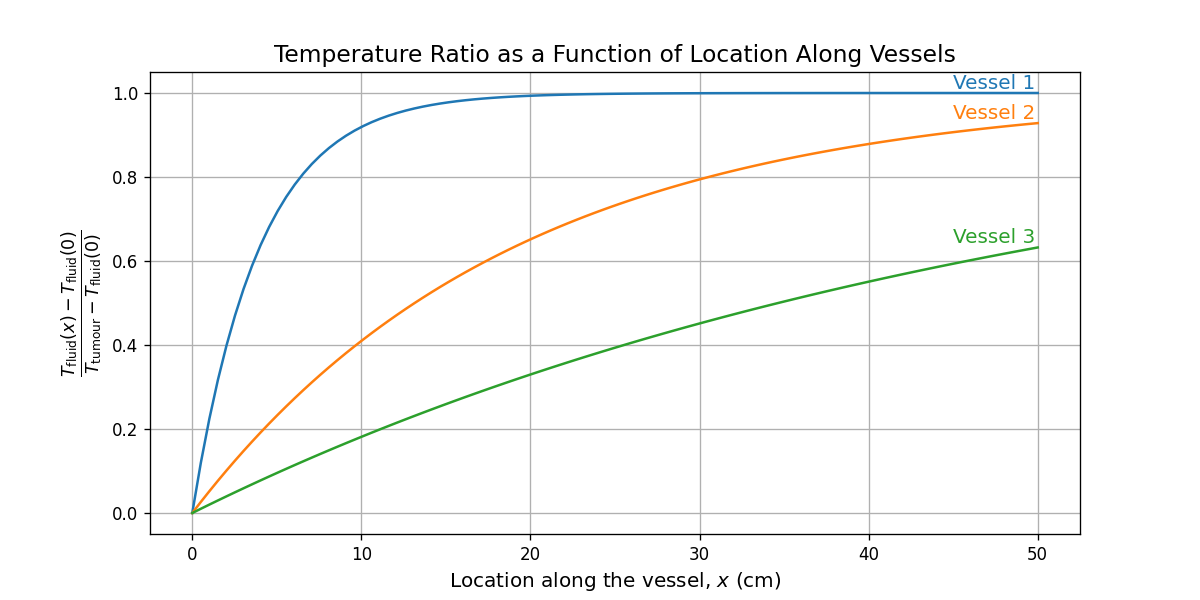 Temperature Ratio as a Function of Location Along Vessels
T_fluid(x) − T_fluid(0)
T_tumour − T_fluid(0)
1.0
0.8
0.6
0.4
0.2
0.0
Vessel 1
Vessel 2
Vessel 3
0 10 20 30 40 50
Location along the vessel, x (cm)